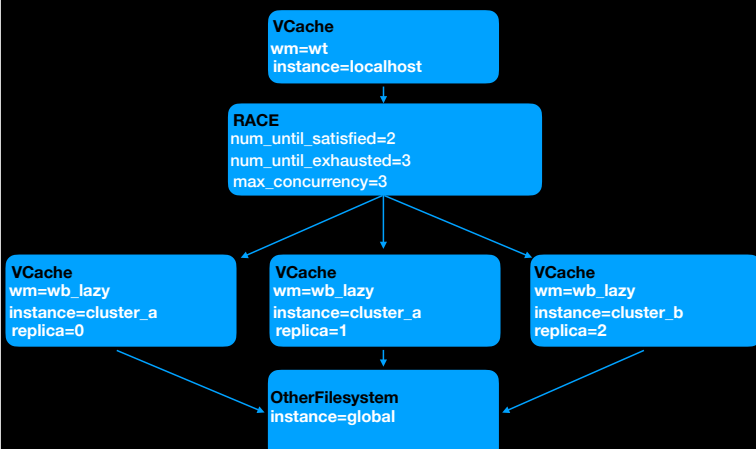 VCache
wm=wt
instance=localhost
RACE
num_until_satisfied=2
num_until_exhausted=3
max_concurrency=3
VCache
wm=wb_lazy
instance=cluster_a
replica=0
VCache
wm=wb_lazy
instance=cluster_a
replica=1
VCache
wm=wb_lazy
instance=cluster_b
replica=2
OtherFilesystem
instance=global